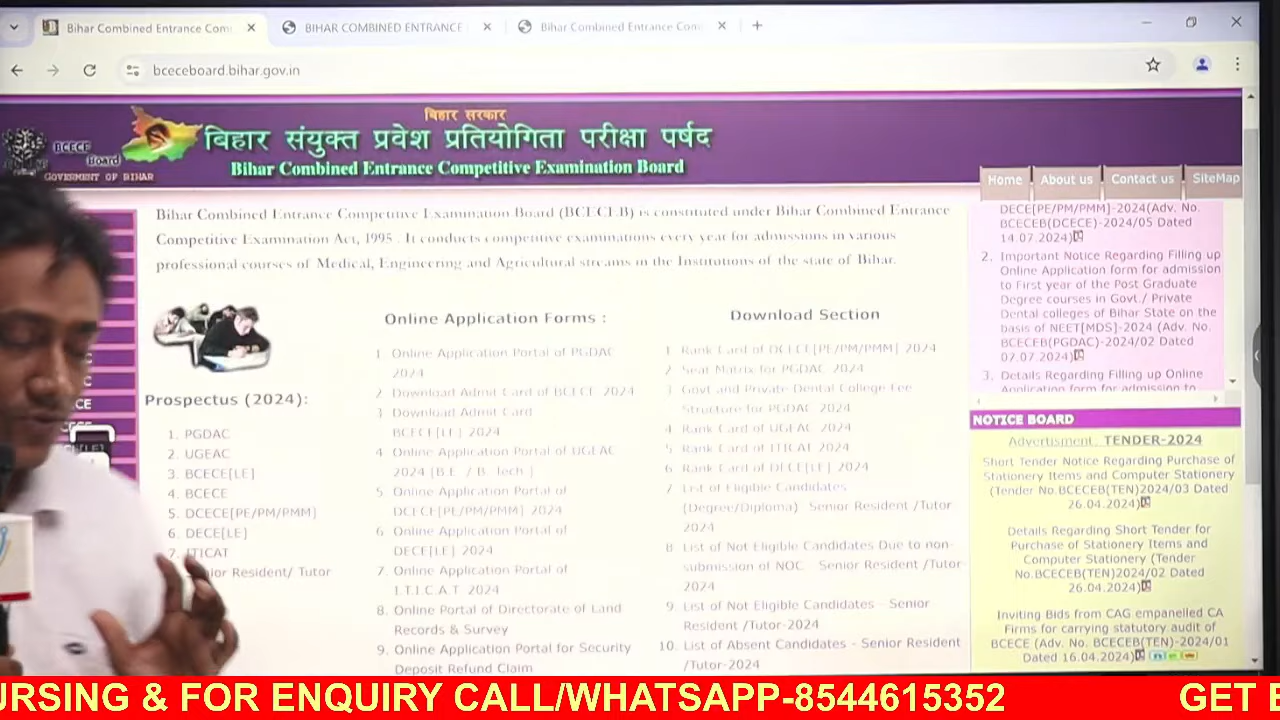 Bihar Combined Entrance Com
BIHAR COMBINED ENTRANCE
Bihar Combined Entrance Com
bceceboard.bihar.gov.in
BCECE
Board
GOVERNMENT OF BIHAR
बिहार सरकार
बिहार संयुक्त प्रवेश प्रतियोगिता परीक्षा पर्षद
Bihar Combined Entrance Competitive Examination Board
Home
About us
Contact us
SiteMap
Bihar Combined Entrance Competitive Examination Board (BCECEB) is constituted under Bihar Combined Entrance
Competitive Examination Act, 1995 . It conducts competitive examinations every year for admissions in various
professional courses of Medical, Engineering and Agricultural streams in the Institutions of the state of Bihar.
Prospectus (2024):
1. PGDAC
2. UGEAC
3. BCECE[LE]
4. BCECE
5. DCECE[PE/PM/PMM]
6. DECE[LE]
7. ITICAT
Senior Resident/ Tutor
Online Application Forms :
1 Online Application Portal of PGDAC
2024
2 Download Admit Card of BCECE 2024
3 Download Admit Card
BCECE[LE] 2024
4 Online Application Portal of UGEAC
2024 (B.E. / B. Tech.)
5 Online Application Portal of
DCECE[PE/PM/PMM] 2024
6 Online Application Portal of
DECE[LE] 2024
7. Online Application Portal of
I.T.I.C.A.T 2024
8. Online Portal of Directorate of Land
Records & Survey
9. Online Application Portal for Security
Deposit Refund Claim
Download Section
1 Rank Card of DCECE[PE/PM/PMM] 2024
2 Seat Matrix for PGDAC 2024
3 Govt and Private Dental College Fee
Structure for PGDAC 2024
4 Rank Card of UGEAC 2024
5 Rank Card of ITICAT 2024
6 Rank Card of DECE[LE] 2024
7 List of Eligible Candidates
(Degree/Diploma) - Senior Resident /Tutor-
2024
8 List of Not Eligible Candidates Due to non-
submission of NOC - Senior Resident /Tutor-
2024
9. List of Not Eligible Candidates - Senior
Resident /Tutor-2024
10. List of Absent Candidates - Senior Resident
/Tutor-2024
DECE[PE/PM/PMM]-2024(Adv. No.
BCECEB(DCECE)-2024/05 Dated
14.07.2024)
2. Important Notice Regarding Filling up
Online Application form for admission
to First year of the Post Graduate
Degree courses in Govt./ Private
Dental colleges of Bihar State on the
basis of NEET[MDS]-2024 (Adv. No.
BCECEB(PGDAC)-2024/02 Dated
07.07.2024)
3. Details Regarding Filling up Online
Application form for admission to
NOTICE BOARD
Advertisment, TENDER-2024
Short Tender Notice Regarding Purchase of
Stationery Items and Computer Stationery
(Tender No.BCECEB(TEN)2024/03 Dated
26.04.2024)
Details Regarding Short Tender for
Purchase of Stationery Items and
Computer Stationery (Tender
No.BCECEB(TEN)2024/02 Dated
26.04.2024)
Inviting Bids from CAG empanelled CA
Firms for carrying statutory audit of
BCECE (Adv. No. BCECEB(TEN)-2024/01
Dated 16.04.2024)
URSING & FOR ENQUIRY CALL/WHATSAPP-8544615352
GET E